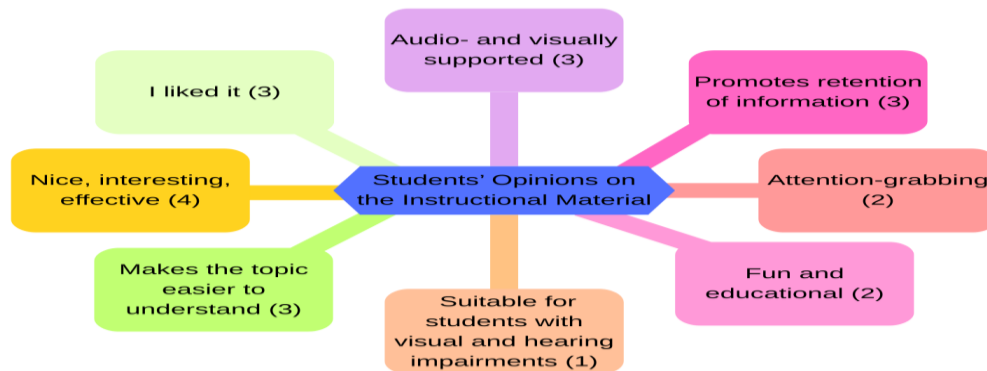 Audio- and visually
supported (3)
I liked it (3)
Promotes retention
of information (3)
Nice, interesting,
effective (4)
Students’ Opinions on
the Instructional Material
Attention-grabbing
(2)
Makes the topic
easier to
understand (3)
Fun and
educational (2)
Suitable for
students with
visual and hearing
impairments (1)